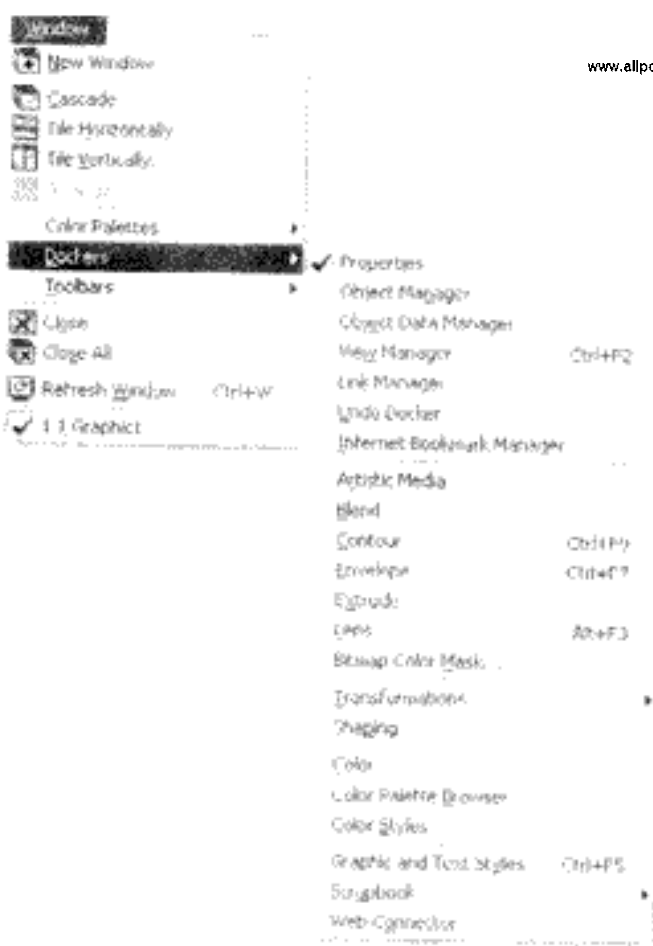 Window
www.allpo
New Window
Cascade
Tile Horizontally
Tile Vertically
Color Palettes
Dockers
Toolbars
Close
Close All
Refresh Window Ctrl+W
1 Graphic1
Properties
Object Manager
Object Data Manager
View Manager Ctrl+F2
Link Manager
Undo Docker
Internet Bookmark Manager
Artistic Media
Blend
Contour Ctrl+F9
Envelope Ctrl+F7
Extrude
Lens Alt+F3
Bitmap Color Mask
Transformations
Shaping
Color
Color Palette Browser
Color Styles
Graphic and Text Styles Ctrl+F5
Scrapbook
Web Connector